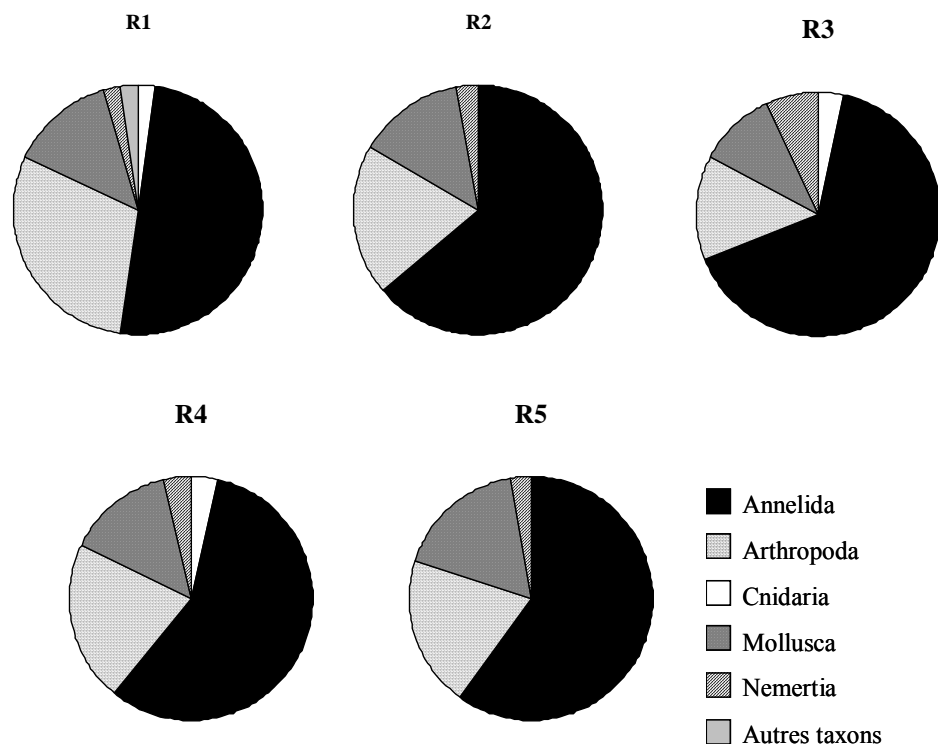 R1
R2
R3
R4
R5
Annelida
Arthropoda
Cnidaria
Mollusca
Nemertia
Autres taxons